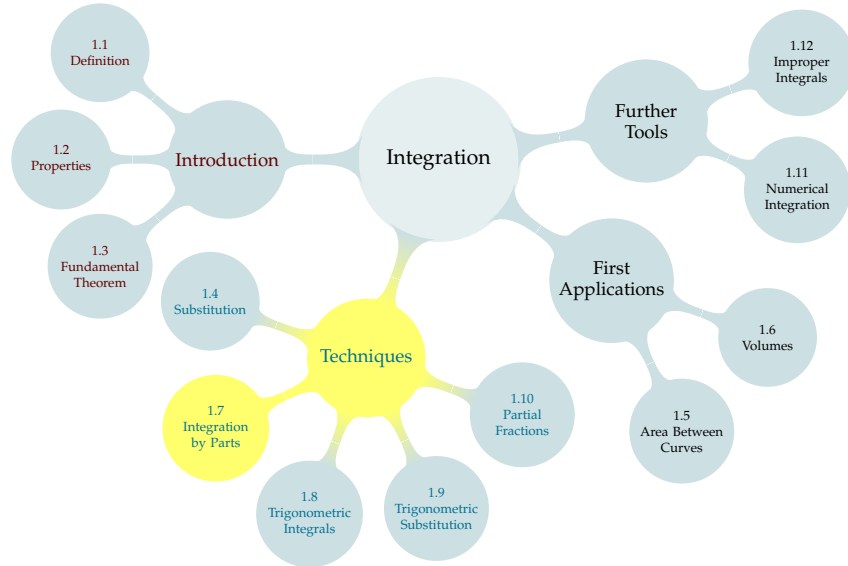 Integration
Introduction
1.1
Definition
1.2
Properties
1.3
Fundamental
Theorem
Techniques
1.4
Substitution
1.7
Integration
by Parts
1.8
Trigonometric
Integrals
1.9
Trigonometric
Substitution
1.10
Partial
Fractions
First
Applications
1.5
Area Between
Curves
1.6
Volumes
Further
Tools
1.11
Numerical
Integration
1.12
Improper
Integrals